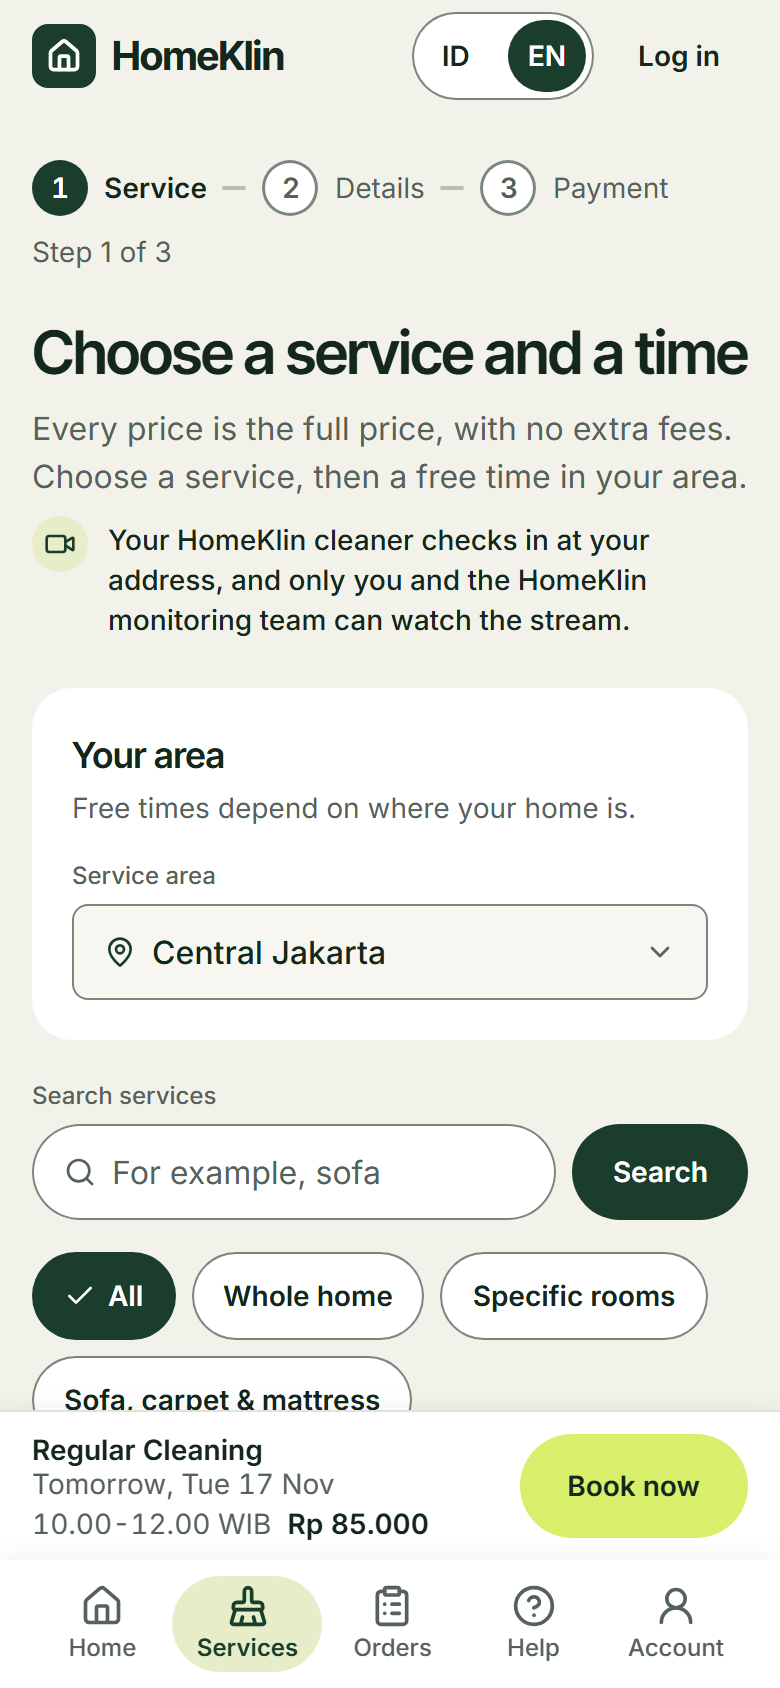 HomeKlin
ID
EN
Log in
1 Service
2 Details
3 Payment
Step 1 of 3
Choose a service and a time
Every price is the full price, with no extra fees.
Choose a service, then a free time in your area.
Your HomeKlin cleaner checks in at your
address, and only you and the HomeKlin
monitoring team can watch the stream.
Your area
Free times depend on where your home is.
Service area
Central Jakarta
Search services
For example, sofa
Search
All
Whole home
Specific rooms
Sofa, carpet & mattress
Regular Cleaning
Tomorrow, Tue 17 Nov
10.00-12.00 WIB Rp 85.000
Book now
Home
Services
Orders
Help
Account